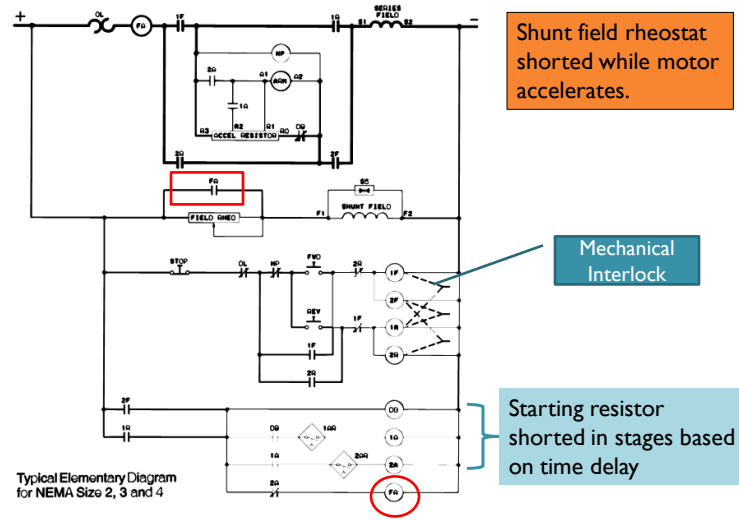 + OL FA 1F 1R SERIES FIELD S1 S2 −
Shunt field rheostat
shorted while motor
accelerates.
MP
2A A1 ARM A2
1A
A3 R2 R1 R0 DB
ACCEL RESISTOR
2R 2F
FA
FIELD RHEO
SG
F1 SHUNT FIELD F2
Mechanical
Interlock
STOP OL MP FWD 2R 1F
2F
REV 1F 1R
1F
2R 2R
2F DB
1R DB 1AR 1A
1A 2AR 2A
2A FA
Starting resistor
shorted in stages based
on time delay
Typical Elementary Diagram
for NEMA Size 2, 3 and 4